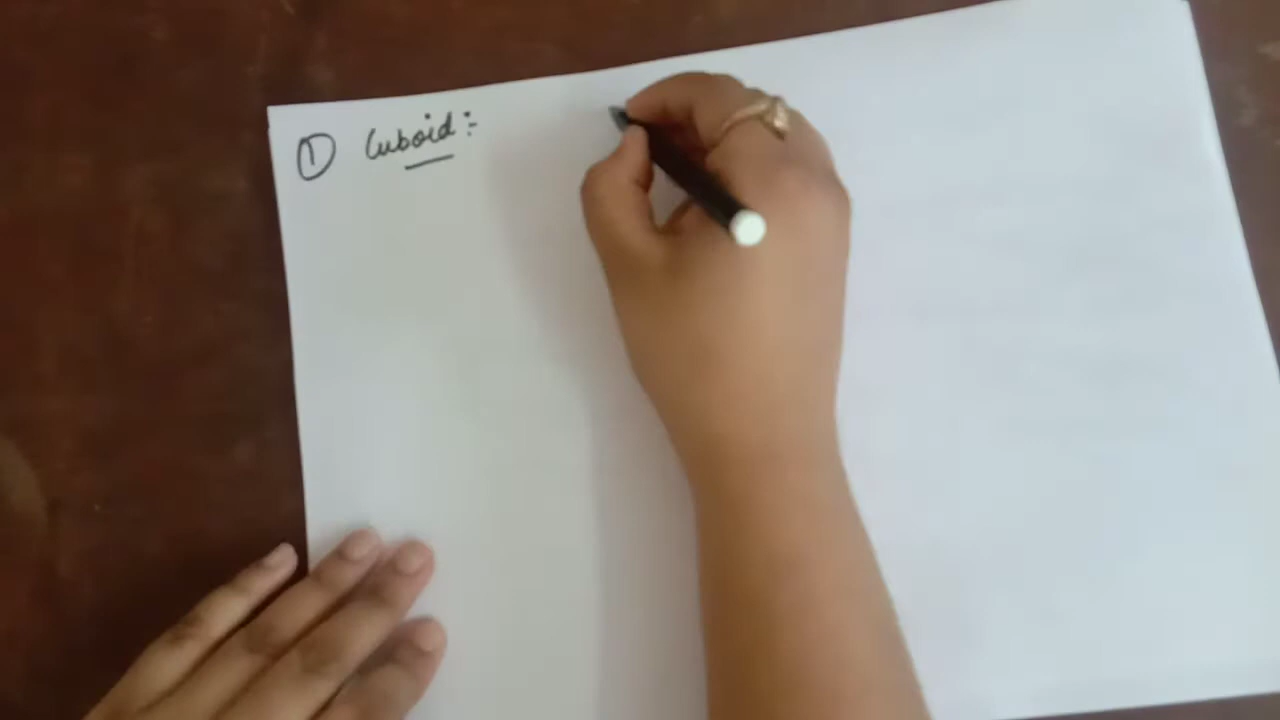 ① Cuboid :-